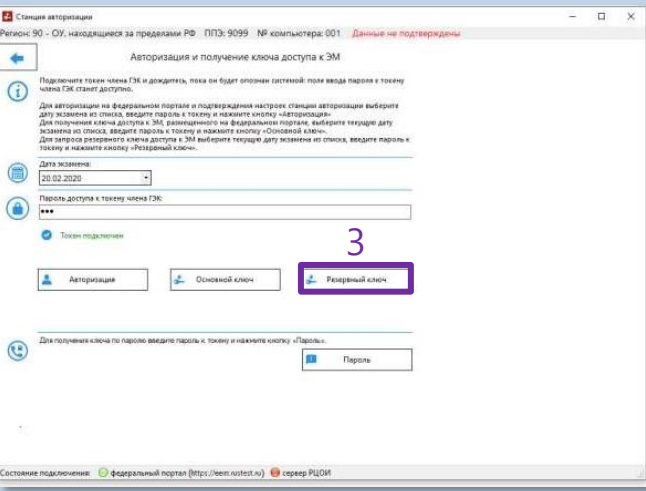 Станция авторизации
Регион: 90 - ОУ, находящиеся за пределами РФ ППЭ: 9099 № компьютера: 001 Данные не подтверждены
Авторизация и получение ключа доступа к ЭМ
Подключите токен члена ГЭК и дождитесь, пока он будет опознан системой: поле ввода пароля к токену
члена ГЭК станет доступно.
Для авторизации на федеральном портале и подтверждения настроек станции авторизации выберите
дату экзамена из списка, введите пароль к токену и нажмите кнопку «Авторизация»
Для получения ключа доступа к ЭМ, размещенного на федеральном портале, выберите текущую дату
экзамена из списка, введите пароль к токену и нажмите кнопку «Основной ключ».
Для запроса резервного ключа доступа к ЭМ выберите текущую дату экзамена из списка, введите пароль к
токену и нажмите кнопку «Резервный ключ».
Дата экзамена:
20.02.2020
Пароль доступа к токену члена ГЭК:
•••
Токен подключен
3
Авторизация Основной ключ Резервный ключ
Для получения ключа по паролю введите пароль к токену и нажмите кнопку «Пароль».
Пароль
Состояние подключения: федеральный портал (https://eem.rustest.ru) сервер РЦОИ